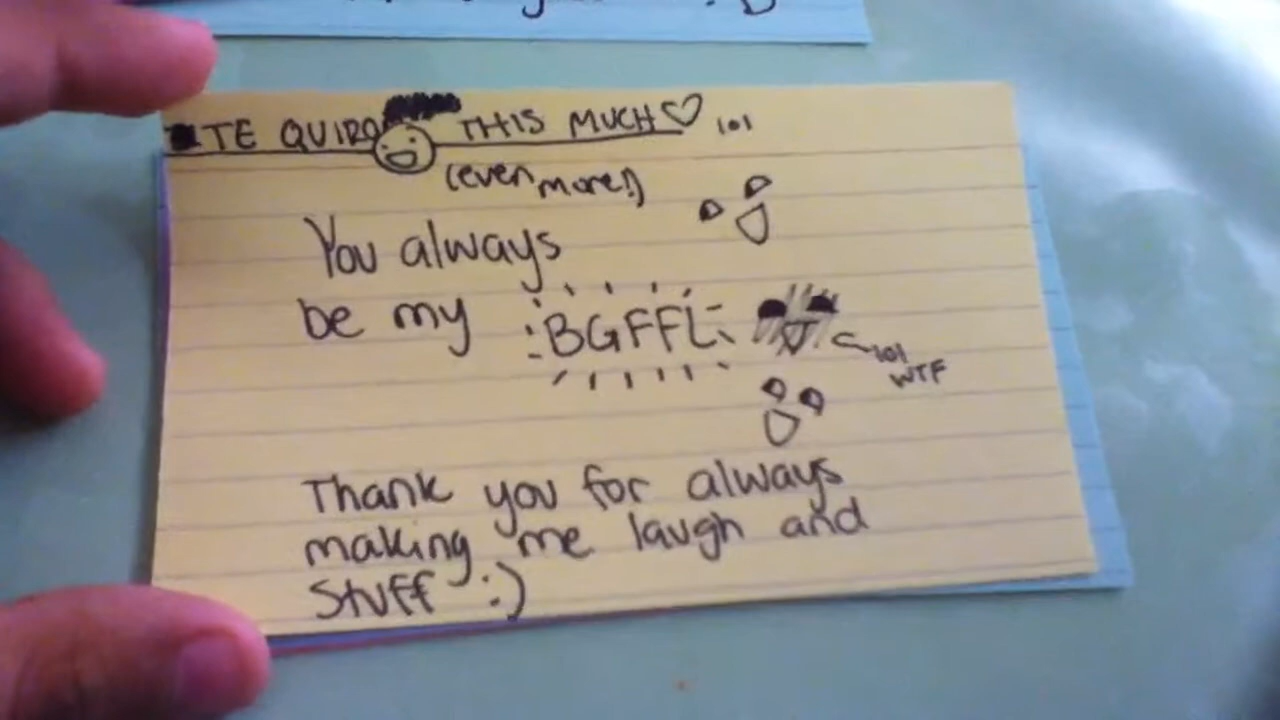 TE QUIRO THIS MUCH♡ lol
(even more!)
You always
be my BGFFL
lol
WTF
Thank you for always
making me laugh and
Stuff :)